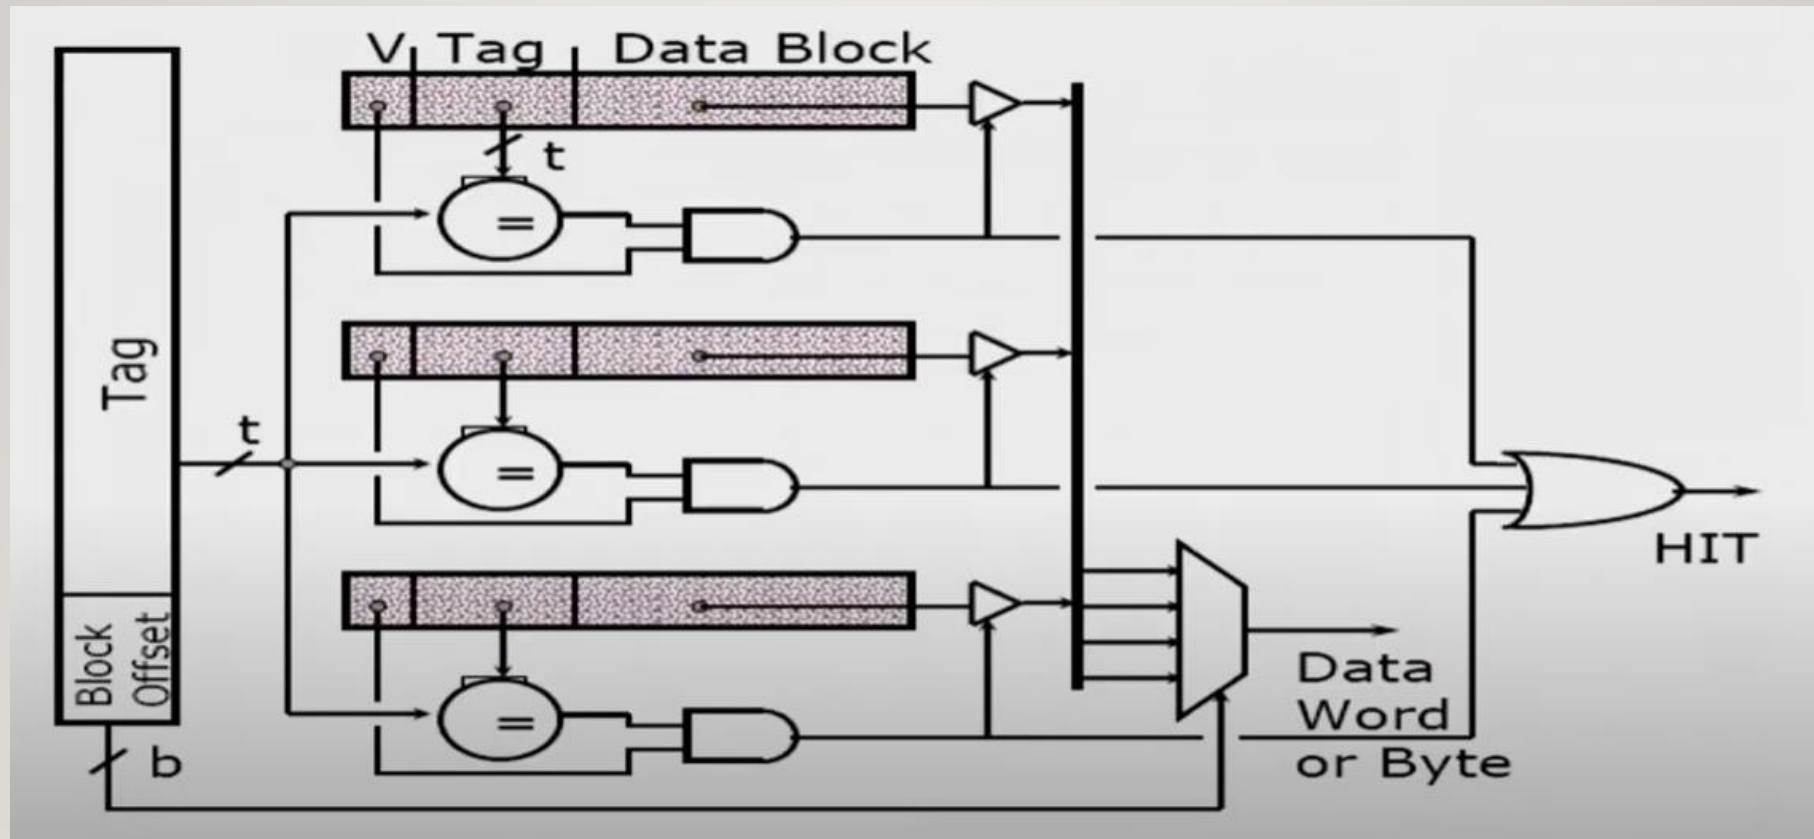 V Tag Data Block
t
=
Tag
t
=
HIT
Block
Offset
=
Data
Word
or Byte
b